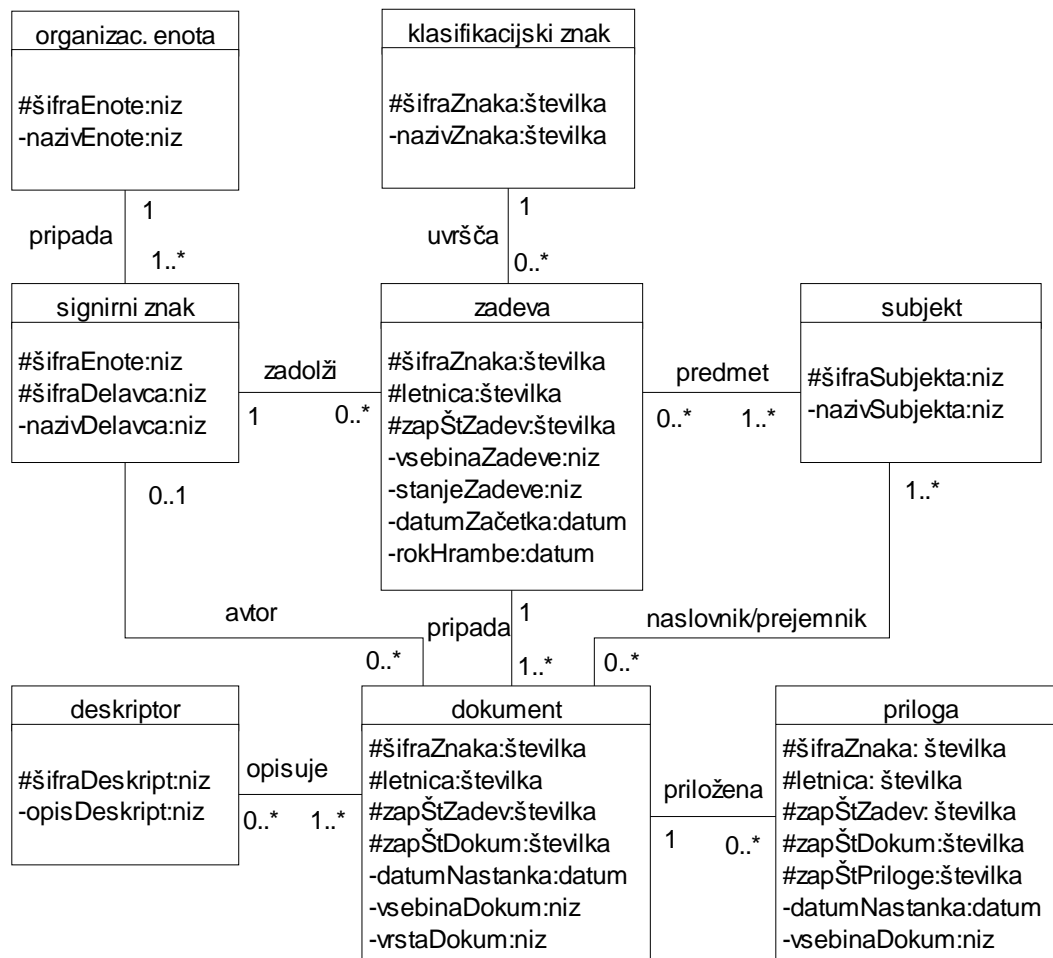 organizac. enota
#šifraEnote:niz
-nazivEnote:niz
klasifikacijski znak
#šifraZnaka:številka
-nazivZnaka:številka
1
pripada
1..*
1
uvršča
0..*
signirni znak
#šifraEnote:niz
#šifraDelavca:niz
-nazivDelavca:niz
zadolži
1
0..*
zadeva
#šifraZnaka:številka
#letnica:številka
#zapŠtZadev:številka
-vsebinaZadeve:niz
-stanjeZadeve:niz
-datumZačetka:datum
-rokHrambe:datum
predmet
0..*
1..*
subjekt
#šifraSubjekta:niz
-nazivSubjekta:niz
0..1
avtor
0..*
1
pripada
1..*
1..*
naslovnik/prejemnik
0..*
deskriptor
#šifraDeskript:niz
-opisDeskript:niz
opisuje
0..*
1..*
dokument
#šifraZnaka:številka
#letnica:številka
#zapŠtZadev:številka
#zapŠtDokum:številka
-datumNastanka:datum
-vsebinaDokum:niz
-vrstaDokum:niz
priložena
1
0..*
priloga
#šifraZnaka: številka
#letnica: številka
#zapŠtZadev: številka
#zapŠtDokum:številka
#zapŠtPriloge:številka
-datumNastanka:datum
-vsebinaDokum:niz